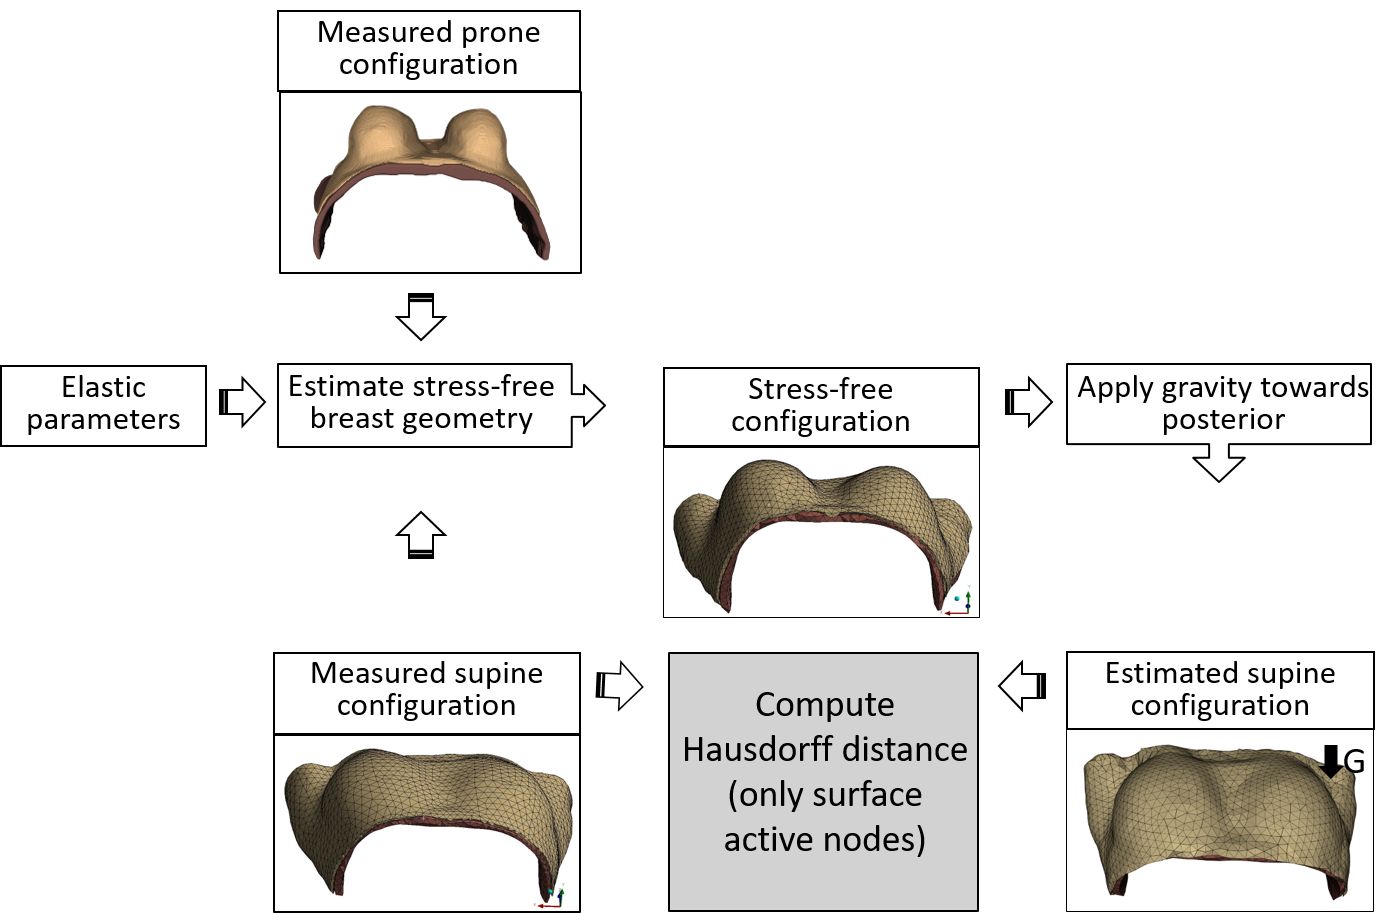 Measured prone
configuration
Elastic
parameters
Estimate stress-free
breast geometry
Stress-free
configuration
Apply gravity towards
posterior
Measured supine
configuration
Compute
Hausdorff distance
(only surface
active nodes)
Estimated supine
configuration
G